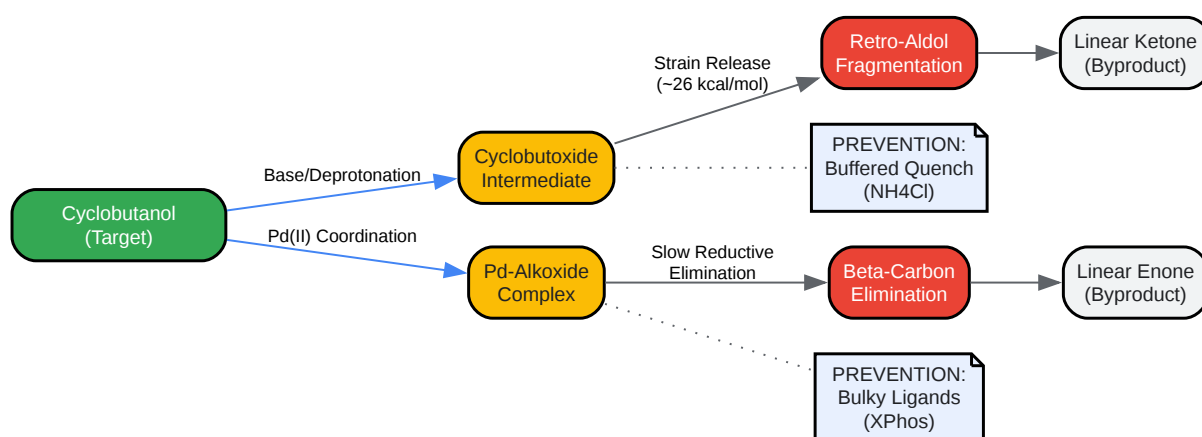 Cyclobutanol
(Target)
Base/Deprotonation
Pd(II) Coordination
Cyclobutoxide
Intermediate
Pd-Alkoxide
Complex
Strain Release
(~26 kcal/mol)
Slow Reductive
Elimination
Retro-Aldol
Fragmentation
PREVENTION:
Buffered Quench
(NH4Cl)
Beta-Carbon
Elimination
PREVENTION:
Bulky Ligands
(XPhos)
Linear Ketone
(Byproduct)
Linear Enone
(Byproduct)